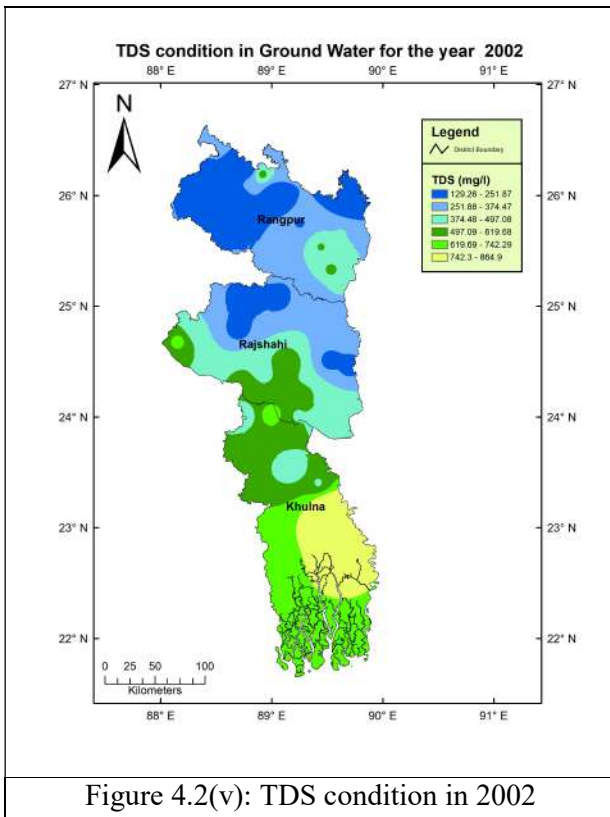 TDS condition in Ground Water for the year 2002
88° E 89° E 90° E 91° E
27° N 27° N
N
Legend
District Boundary
TDS (mg/l)
129.26 - 251.87
251.88 - 374.47
374.48 - 497.08
497.09 - 619.68
619.69 - 742.29
742.3 - 864.9
26° N 26° N
Rangpur
25° N 25° N
Rajshahi
24° N 24° N
Khulna
23° N 23° N
22° N 22° N
0 25 50 100
Kilometers
88° E 89° E 90° E 91° E
Figure 4.2(v): TDS condition in 2002